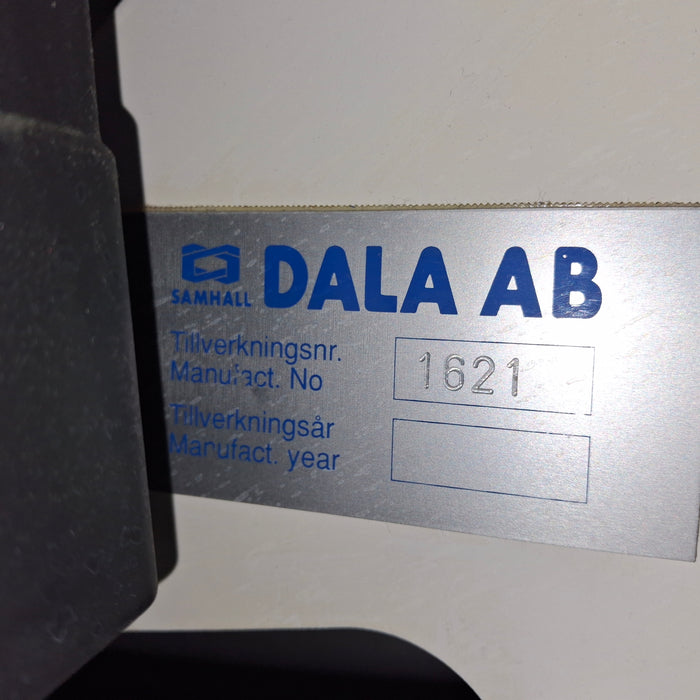 SAMHALL DALA AB
Tillverkningsnr.
Manufact. No 1621
Tillverkningsår
Manufact. year